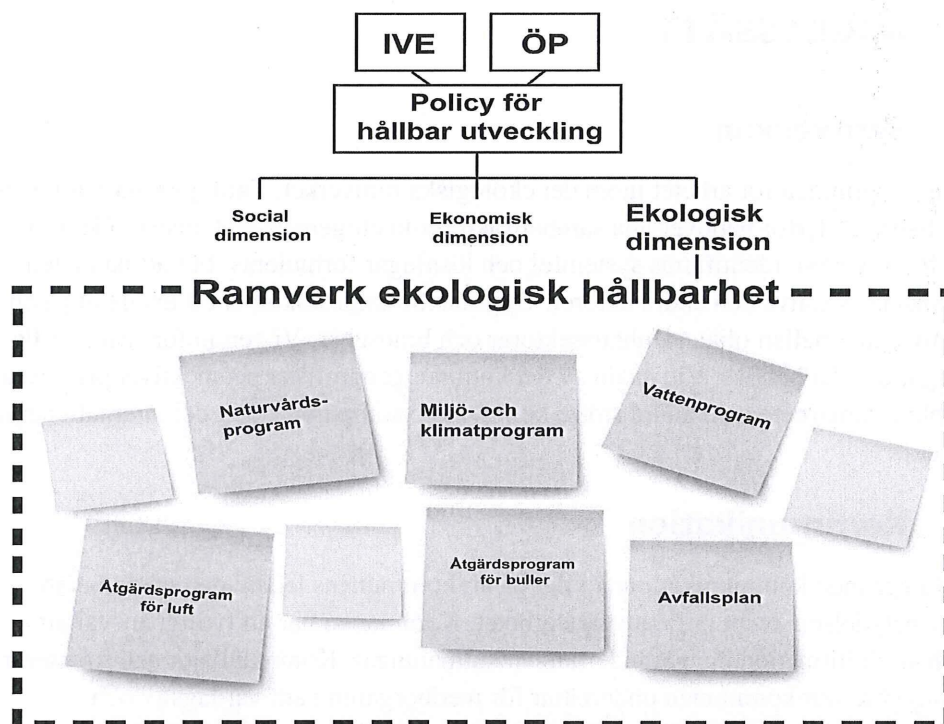 IVE
ÖP
Policy för
hållbar utveckling
Social
dimension
Ekonomisk
dimension
Ekologisk
dimension
Ramverk ekologisk hållbarhet
Naturvårds-
program
Miljö- och
klimatprogram
Vattenprogram
Åtgärdsprogram
för luft
Åtgärdsprogram
för buller
Avfallsplan